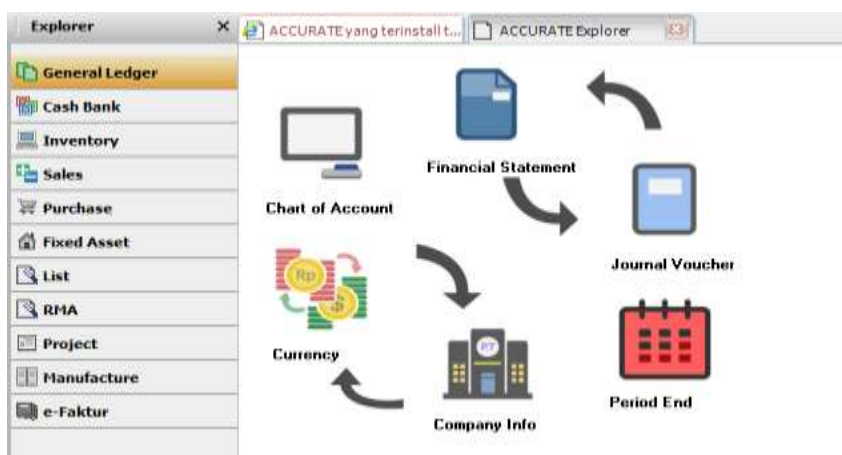 Explorer
ACCURATE yang terinstall t...
ACCURATE Explorer
General Ledger
Cash Bank
Inventory
Sales
Purchase
Fixed Asset
List
RMA
Project
Manufacture
e-Faktur
Financial Statement
Chart of Account
Journal Voucher
Rp
Currency
PT
Company Info
Period End